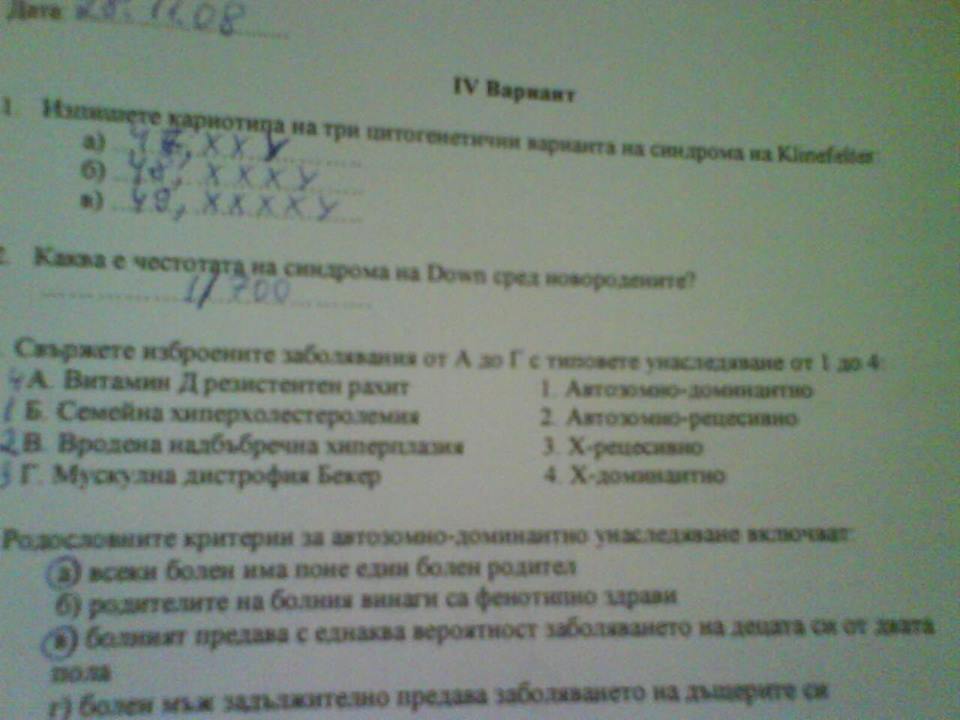 Дата 28.11.08
IV Вариант
1. Изпишете кариотипа на три цитогенетични варианта на синдрома на Klinefelter:
а) 47, XXY
б) 48, XXXY
в) 49, XXXXY
2. Каква е честотата на синдрома на Down сред новородените?
1/700
Свържете изброените заболявания от А до Г с типовете унаследяване от 1 до 4:
4 А. Витамин Д резистентен рахит 1. Автозомно-доминантно
1 Б. Семейна хиперхолестеролемия 2. Автозомно-рецесивно
2 В. Вродена надбъбречна хиперплазия 3. Х-рецесивно
3 Г. Мускулна дистрофия Бекер 4. Х-доминантно
Родословните критерии за автозомно-доминантно унаследяване включват:
а) всеки болен има поне един болен родител
б) родителите на болния винаги са фенотипно здрави
в) болният предава с еднаква вероятност заболяването на децата си от двата
пола
г) болен мъж задължително предава заболяването на дъщерите си